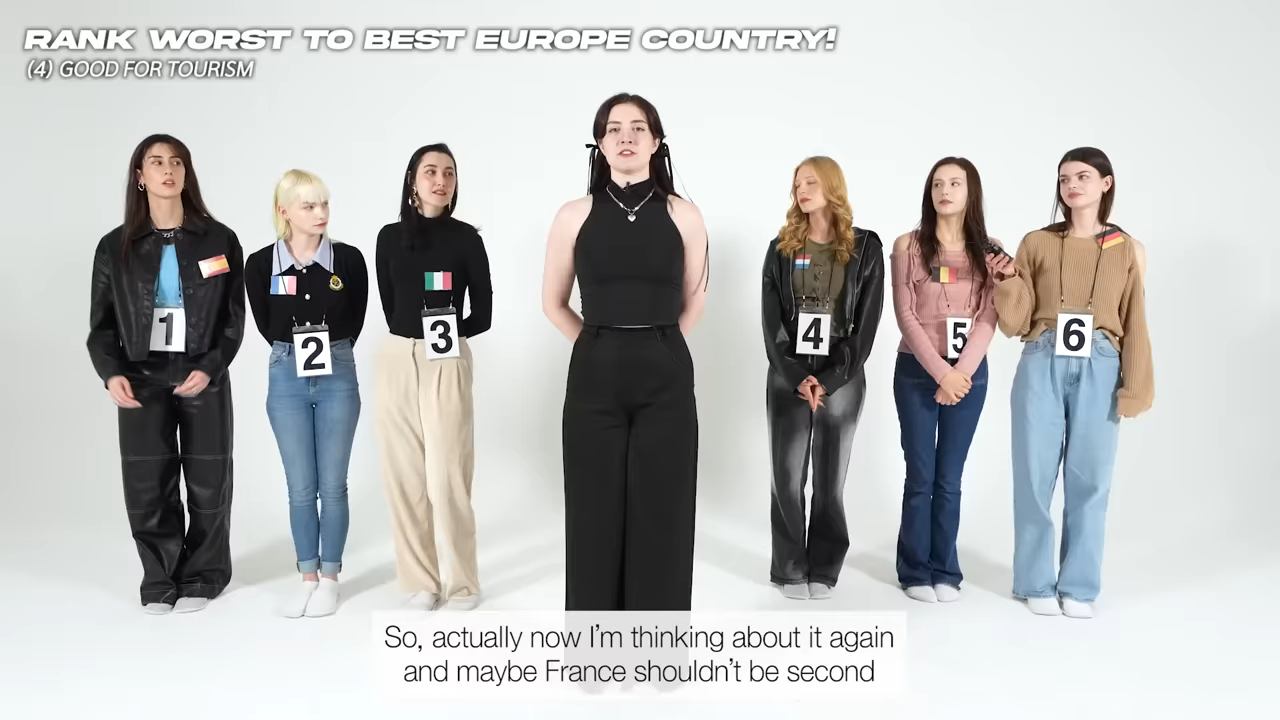 RANK WORST TO BEST EUROPE COUNTRY!
(4) GOOD FOR TOURISM
1
2
3
4
5
6
So, actually now I'm thinking about it again
and maybe France shouldn't be second